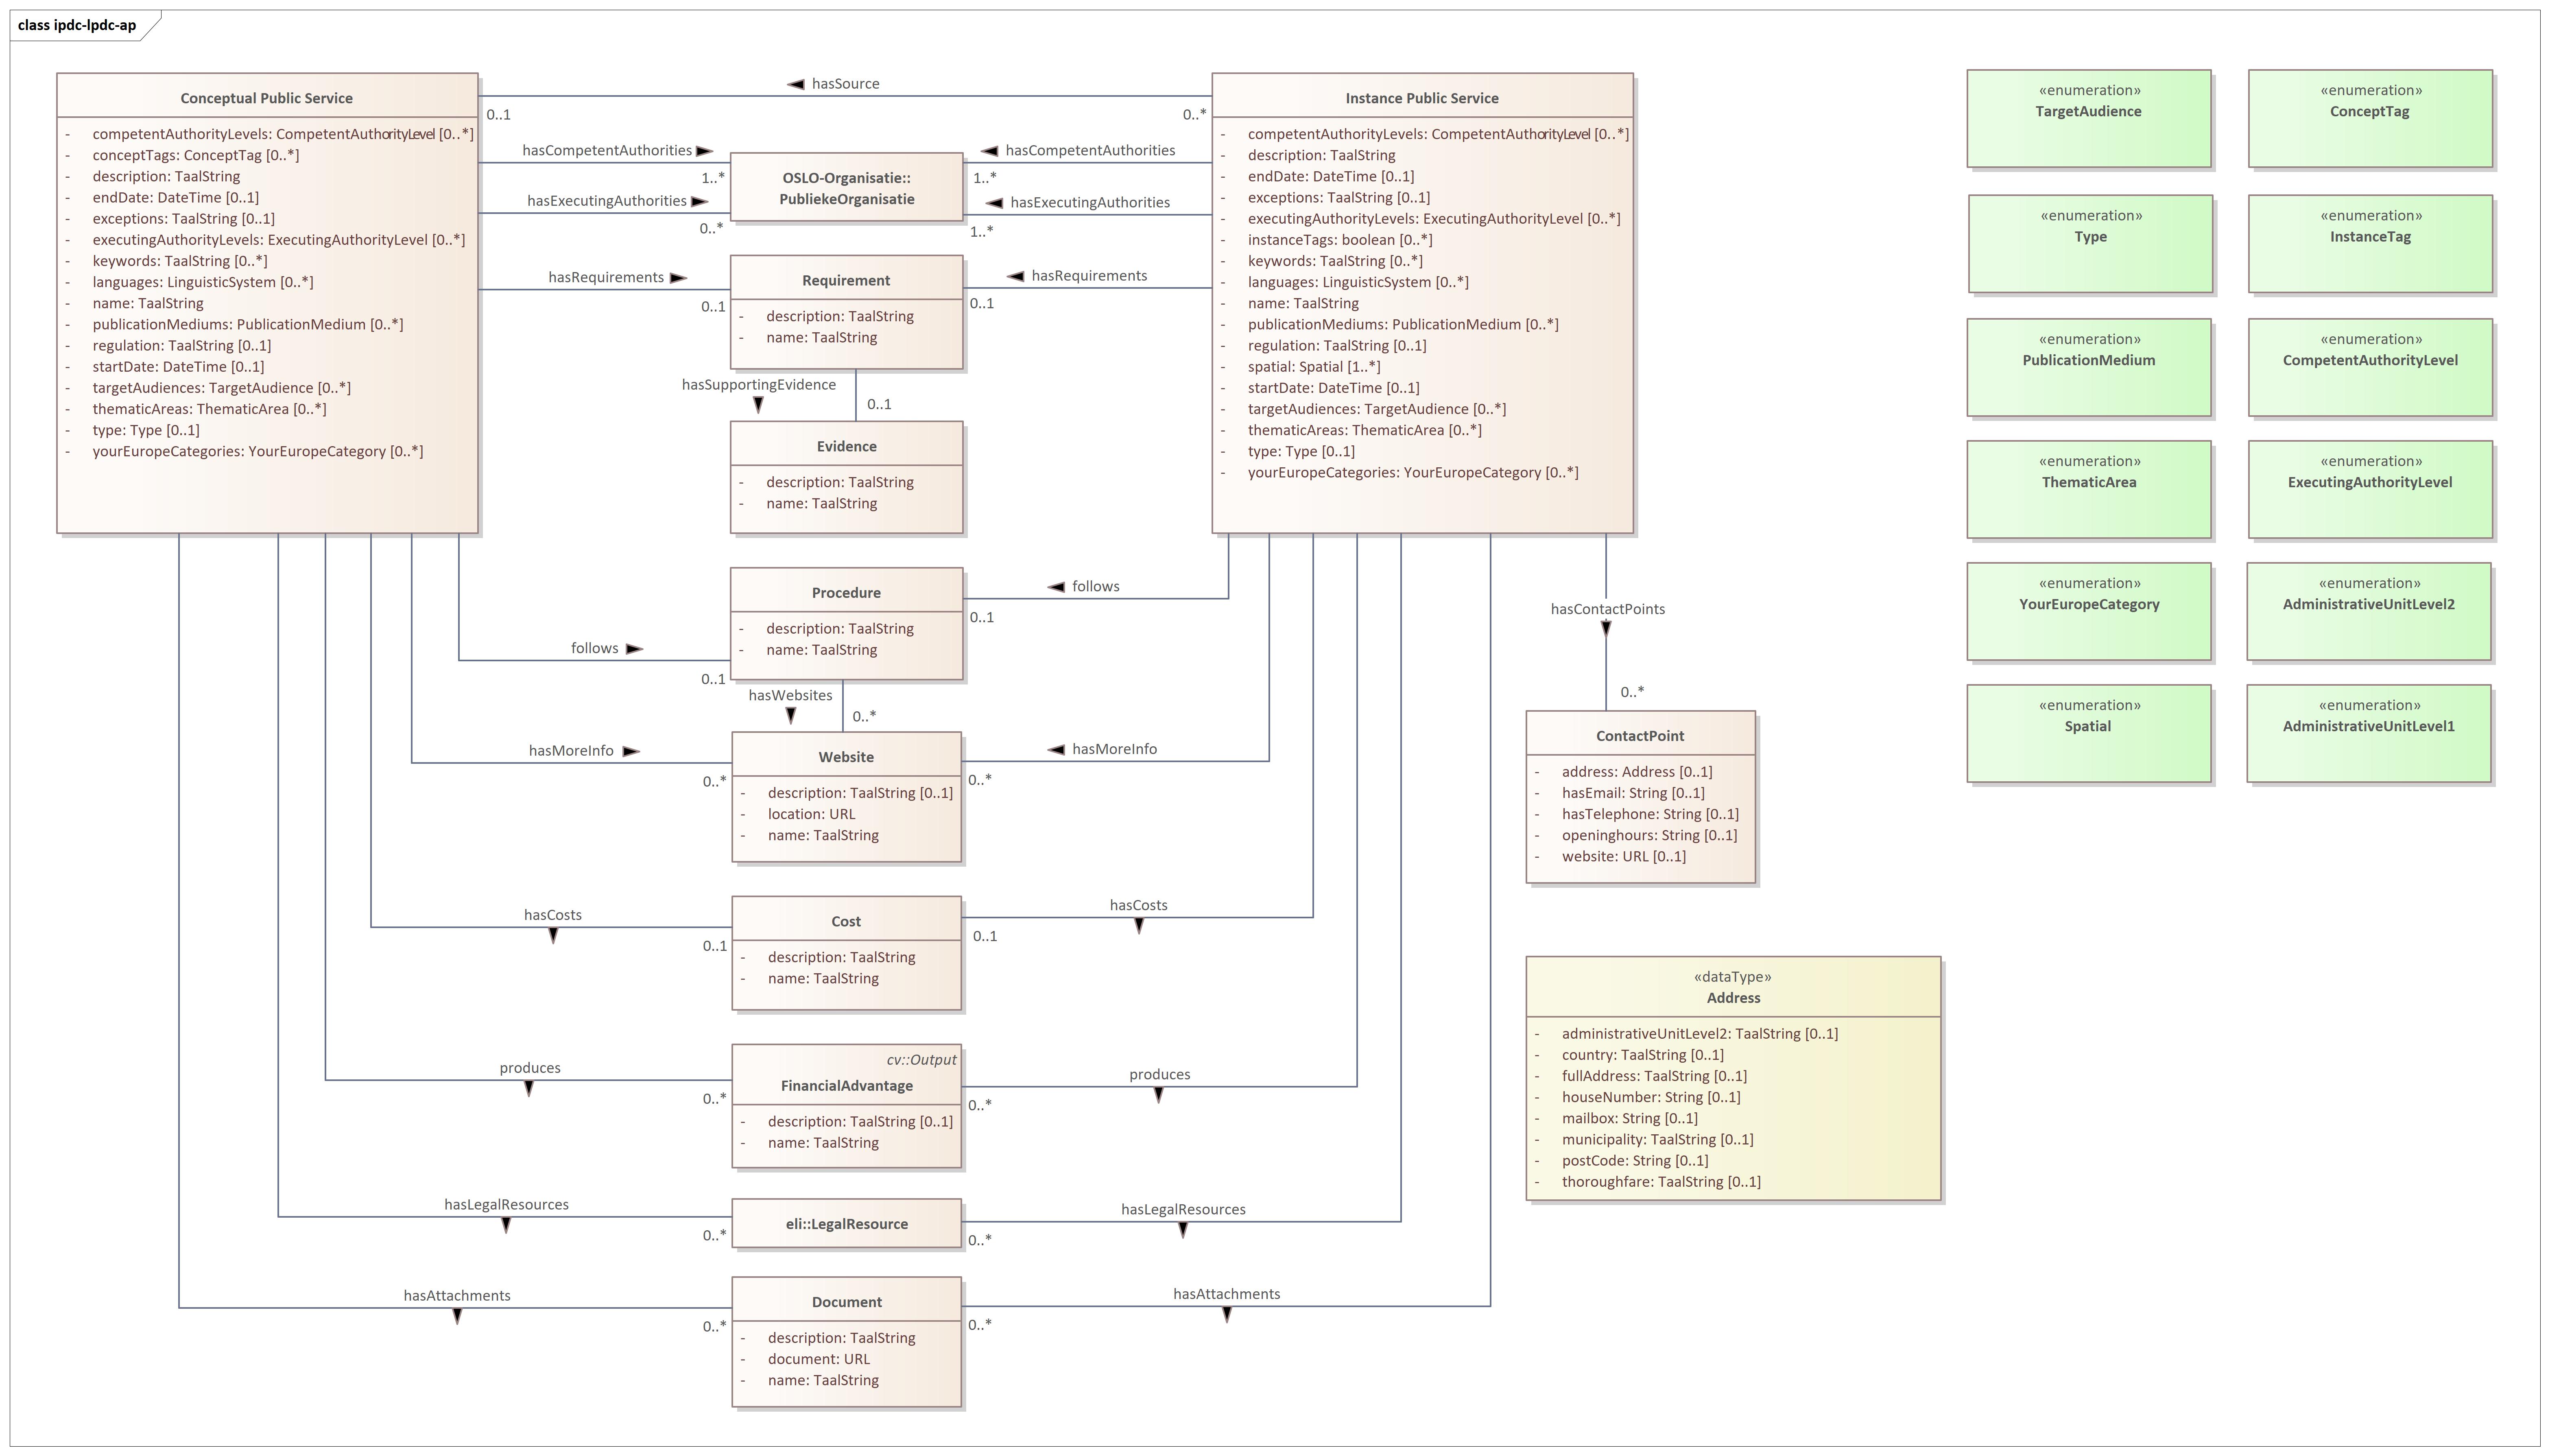 class ipdc-lpdc-ap
Conceptual Public Service
- competentAuthorityLevels: CompetentAuthorityLevel [0..*]
- conceptTags: ConceptTag [0..*]
- description: TaalString
- endDate: DateTime [0..1]
- exceptions: TaalString [0..1]
- executingAuthorityLevels: ExecutingAuthorityLevel [0..*]
- keywords: TaalString [0..*]
- languages: LinguisticSystem [0..*]
- name: TaalString
- publicationMediums: PublicationMedium [0..*]
- regulation: TaalString [0..1]
- startDate: DateTime [0..1]
- targetAudiences: TargetAudience [0..*]
- thematicAreas: ThematicArea [0..*]
- type: Type [0..1]
- yourEuropeCategories: YourEuropeCategory [0..*]
hasSource
0..1
0..*
hasCompetentAuthorities
1..*
hasExecutingAuthorities
0..*
OSLO-Organisatie::
PubliekeOrganisatie
hasCompetentAuthorities
1..*
hasExecutingAuthorities
1..*
hasRequirements
0..1
Requirement
- description: TaalString
- name: TaalString
hasRequirements
0..1
hasSupportingEvidence
0..1
Evidence
- description: TaalString
- name: TaalString
Instance Public Service
- competentAuthorityLevels: CompetentAuthorityLevel [0..*]
- description: TaalString
- endDate: DateTime [0..1]
- exceptions: TaalString [0..1]
- executingAuthorityLevels: ExecutingAuthorityLevel [0..*]
- instanceTags: boolean [0..*]
- keywords: TaalString [0..*]
- languages: LinguisticSystem [0..*]
- name: TaalString
- publicationMediums: PublicationMedium [0..*]
- regulation: TaalString [0..1]
- spatial: Spatial [1..*]
- startDate: DateTime [0..1]
- targetAudiences: TargetAudience [0..*]
- thematicAreas: ThematicArea [0..*]
- type: Type [0..1]
- yourEuropeCategories: YourEuropeCategory [0..*]
follows
0..1
Procedure
- description: TaalString
- name: TaalString
follows
0..1
hasWebsites
0..*
hasMoreInfo
0..*
Website
- description: TaalString [0..1]
- location: URL
- name: TaalString
hasMoreInfo
0..*
hasCosts
0..1
Cost
- description: TaalString
- name: TaalString
hasCosts
0..1
produces
0..*
cv::Output
FinancialAdvantage
- description: TaalString [0..1]
- name: TaalString
produces
0..*
hasLegalResources
0..*
eli::LegalResource
hasLegalResources
0..*
hasAttachments
0..*
Document
- description: TaalString
- document: URL
- name: TaalString
hasAttachments
0..*
hasContactPoints
0..*
ContactPoint
- address: Address [0..1]
- hasEmail: String [0..1]
- hasTelephone: String [0..1]
- openinghours: String [0..1]
- website: URL [0..1]
«dataType»
Address
- administrativeUnitLevel2: TaalString [0..1]
- country: TaalString [0..1]
- fullAddress: TaalString [0..1]
- houseNumber: String [0..1]
- mailbox: String [0..1]
- municipality: TaalString [0..1]
- postCode: String [0..1]
- thoroughfare: TaalString [0..1]
«enumeration»
TargetAudience
«enumeration»
ConceptTag
«enumeration»
Type
«enumeration»
InstanceTag
«enumeration»
PublicationMedium
«enumeration»
CompetentAuthorityLevel
«enumeration»
ThematicArea
«enumeration»
ExecutingAuthorityLevel
«enumeration»
YourEuropeCategory
«enumeration»
AdministrativeUnitLevel2
«enumeration»
Spatial
«enumeration»
AdministrativeUnitLevel1